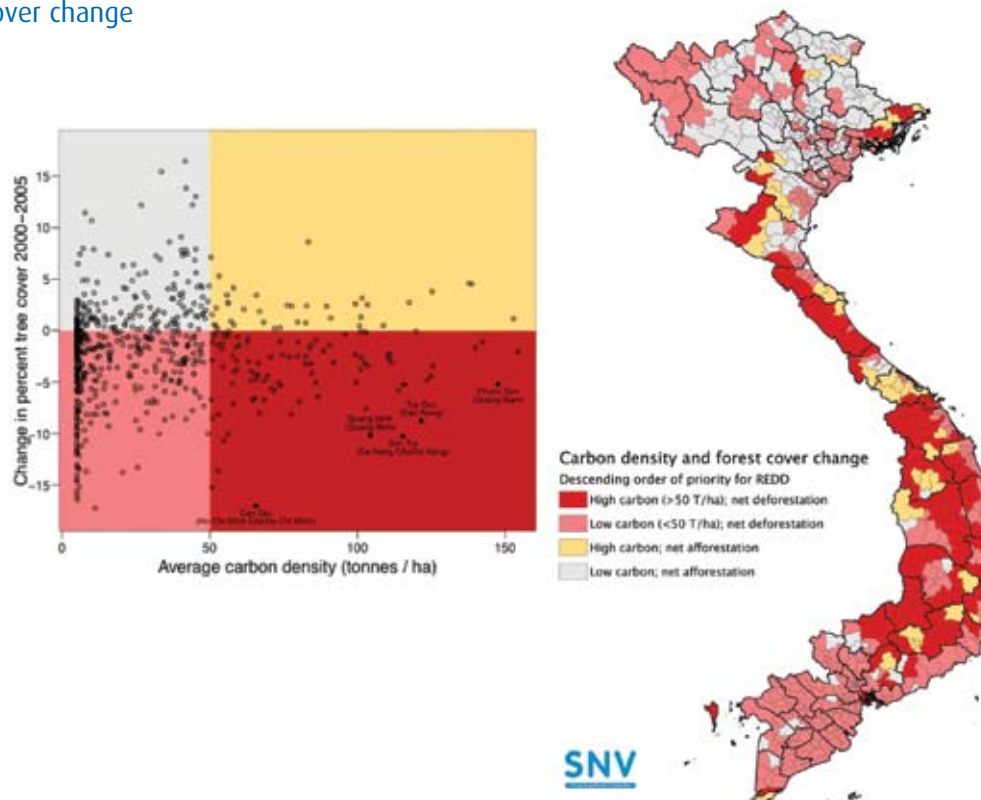 over change
Change in percent tree cover 2000–2005
15
10
5
0
−5
−10
−15
0
50
100
150
Average carbon density (tonnes / ha)
(Quang Nam)
Carbon density and forest cover change
Descending order of priority for REDD
High carbon (>50 T/ha); net deforestation
Low carbon (<50 T/ha); net deforestation
High carbon; net afforestation
Low carbon; net afforestation
SNV